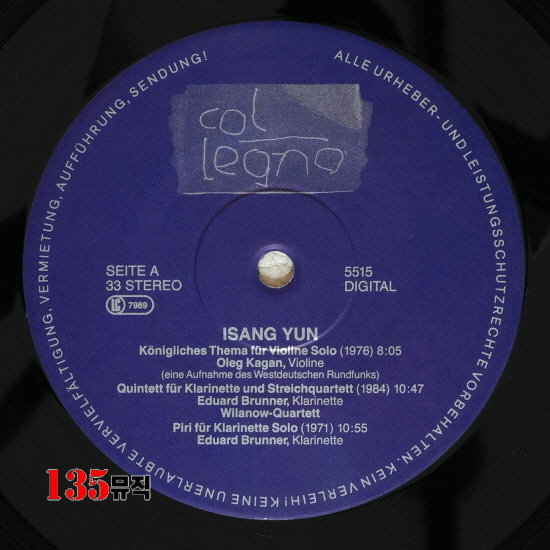 ALLE URHEBER- UND LEISTUNGSSCHUTZRECHTE VORBEHALTEN. KEIN VERLEIH! KEINE UNERLAUBTE VERVIELFÄLTIGUNG, VERMIETUNG, AUFFÜHRUNG, SENDUNG!
col
legno
SEITE A
33 STEREO
LC 7989
5515
DIGITAL
ISANG YUN
Königliches Thema für Violine Solo (1976) 8:05
Oleg Kagan, Violine
(eine Aufnahme des Westdeutschen Rundfunks)
Quintett für Klarinette und Streichquartett (1984) 10:47
Eduard Brunner, Klarinette
Wilanow-Quartett
Piri für Klarinette Solo (1971) 10:55
Eduard Brunner, Klarinette
135뮤직